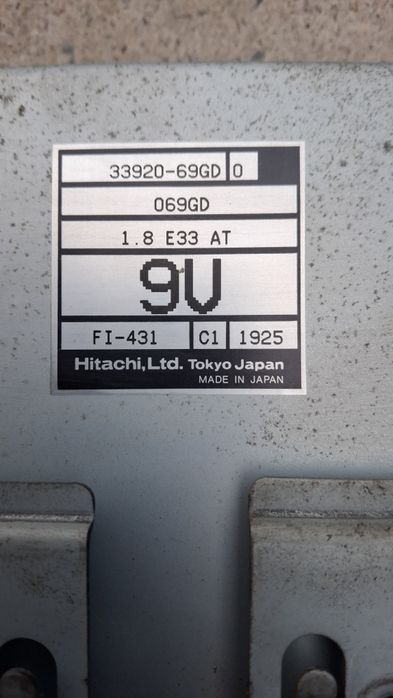 33920-69GD 0
069GD
1.8 E33 AT
9U
FI-431 C1 1925
Hitachi,Ltd. Tokyo Japan
MADE IN JAPAN